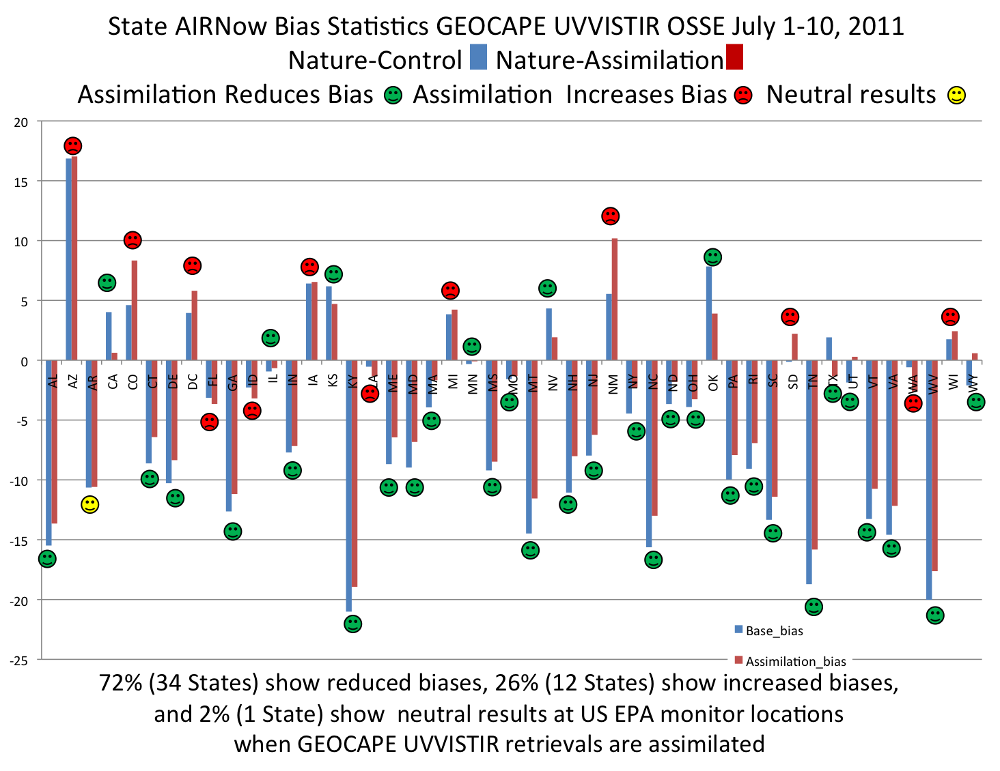 State AIRNow Bias Statistics GEOCAPE UVVISTIR OSSE July 1-10, 2011
Nature-Control Nature-Assimilation
Assimilation Reduces Bias Assimilation Increases Bias Neutral results
20
15
10
5
0
-5
-10
-15
-20
-25
AL AZ AR CA CO CT DE DC FL GA ID IL IN IA KS KY LA ME MD MA MI MN MS MO MT NV NH NJ NM NY NC ND OH OK PA RI SC SD TN TX UT VT VA WA WV WI WY
Base_bias
Assimilation_bias
72% (34 States) show reduced biases, 26% (12 States) show increased biases,
and 2% (1 State) show neutral results at US EPA monitor locations
when GEOCAPE UVVISTIR retrievals are assimilated